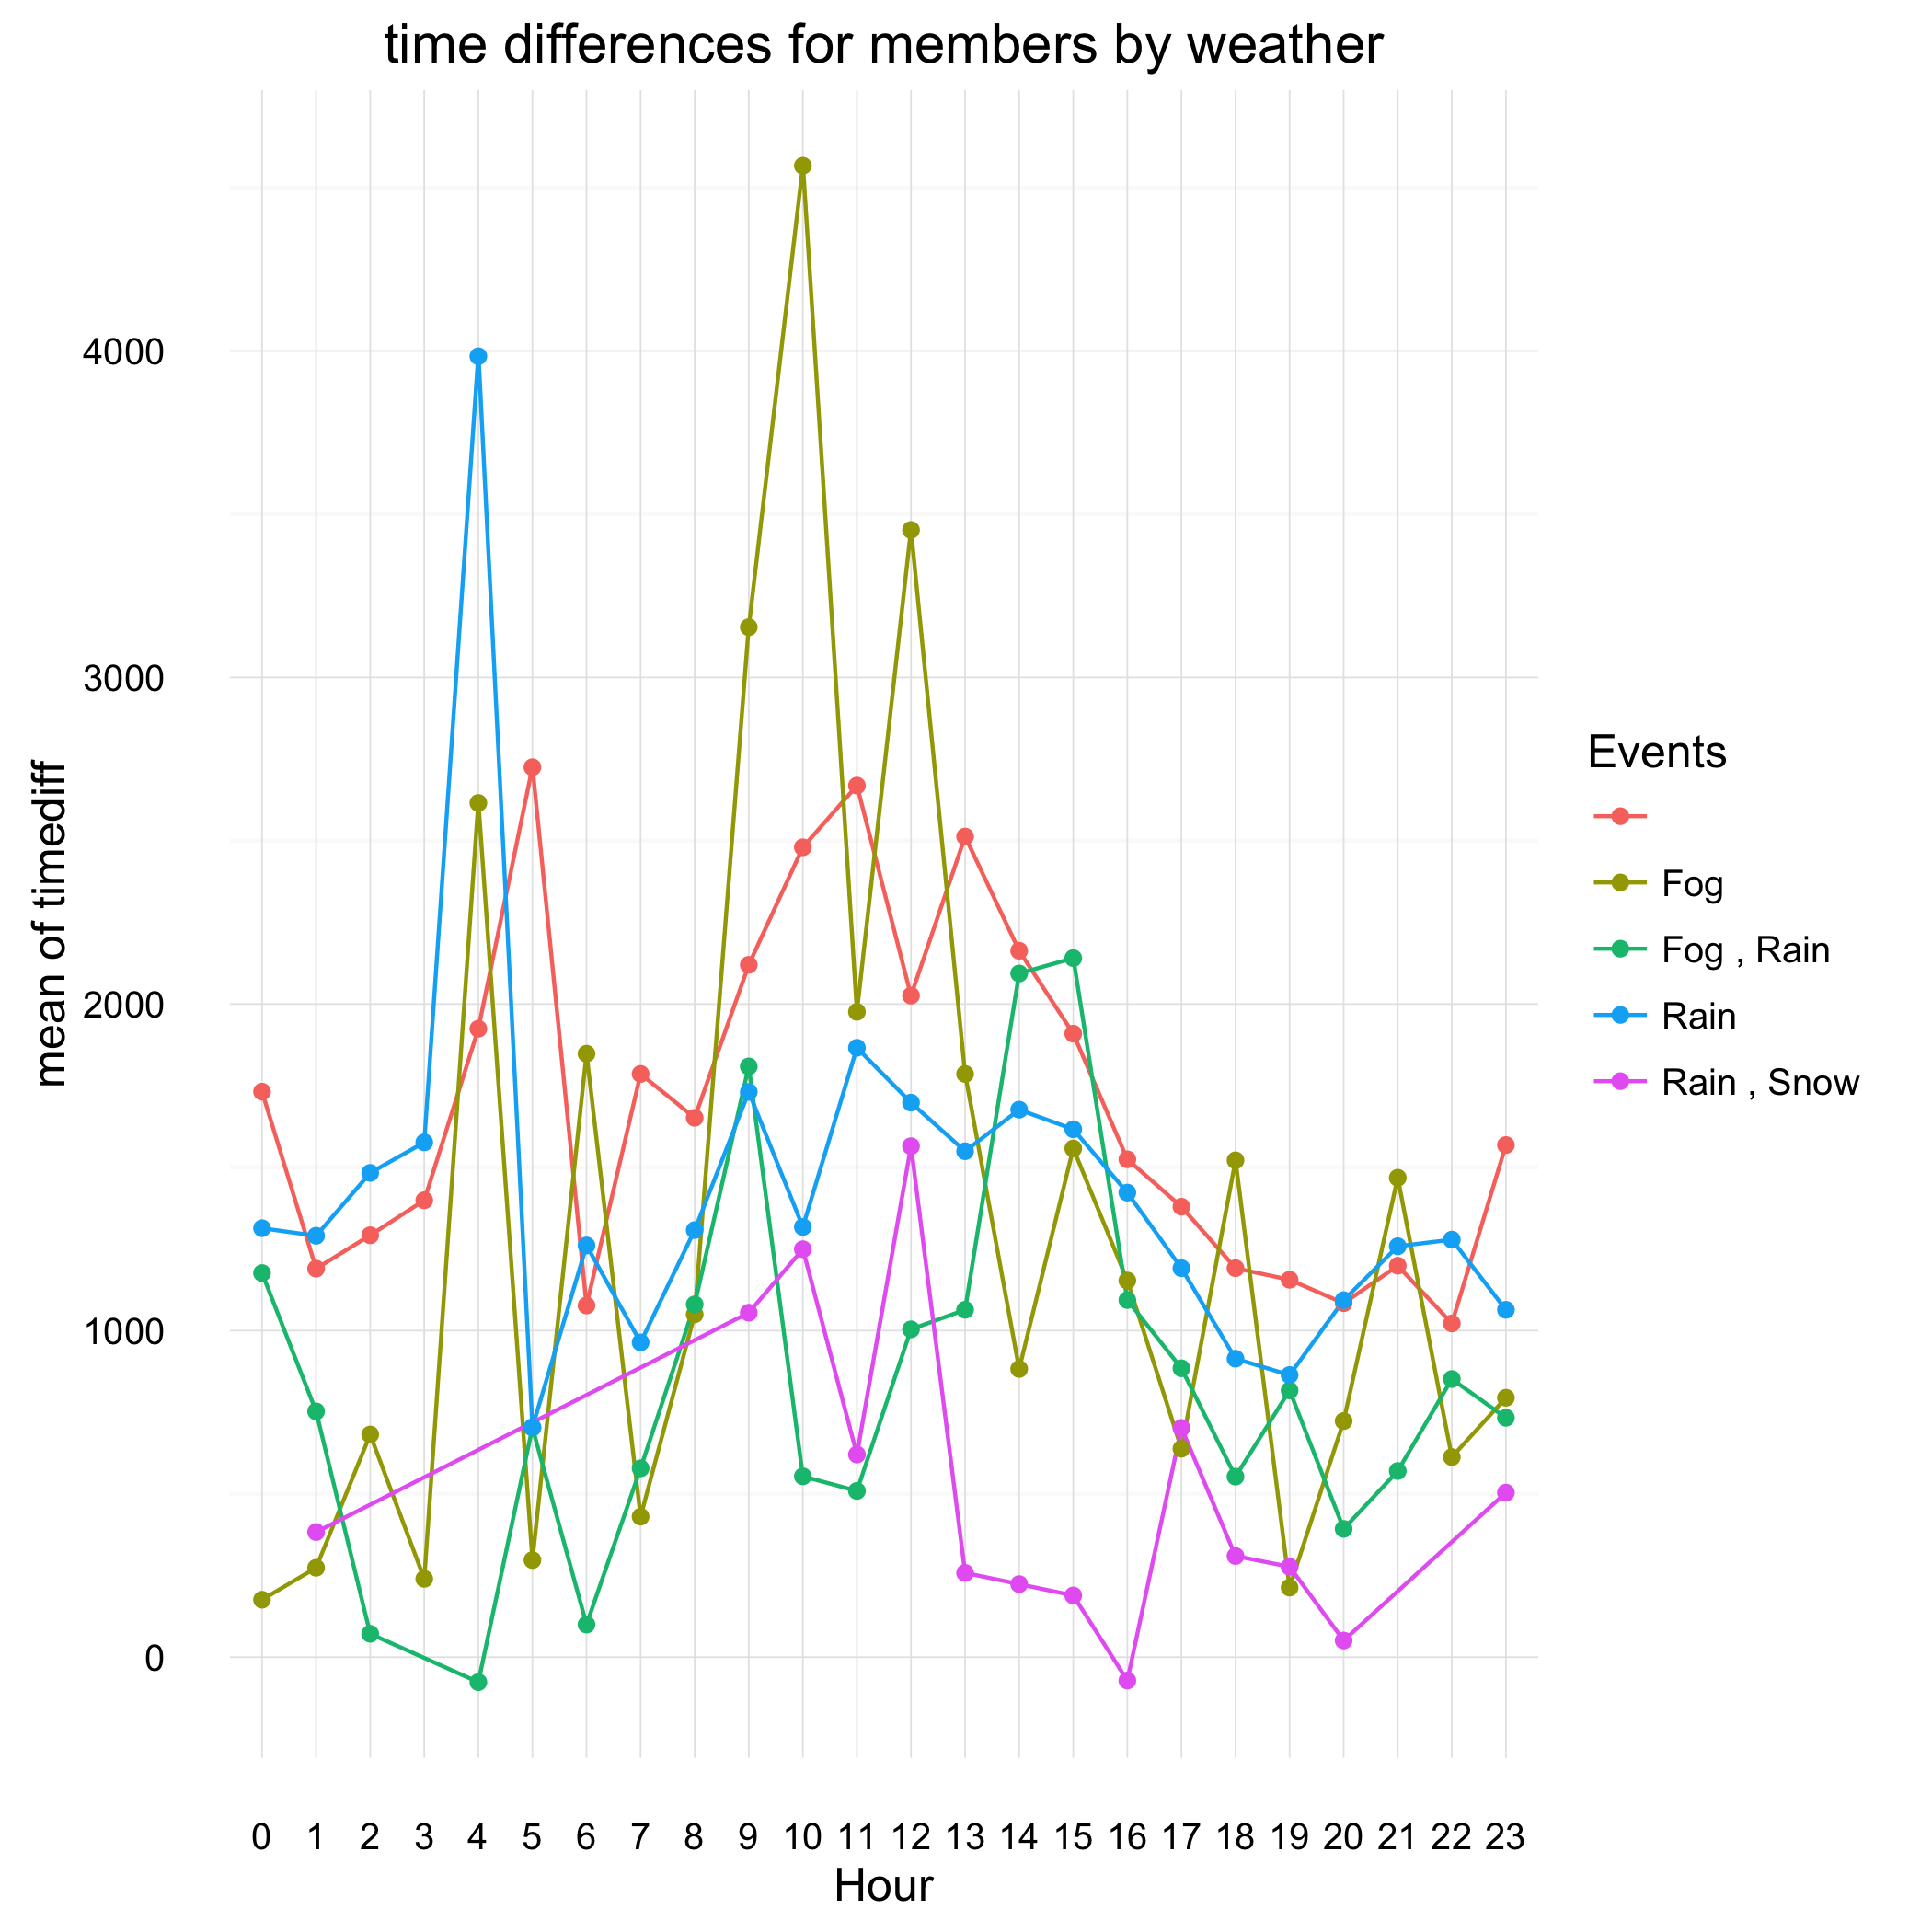 time differences for members by weather
mean of timediff
4000
3000
2000
1000
0
0 1 2 3 4 5 6 7 8 9 10 11 12 13 14 15 16 17 18 19 20 21 22 23
Hour
Events
Fog
Fog , Rain
Rain
Rain , Snow